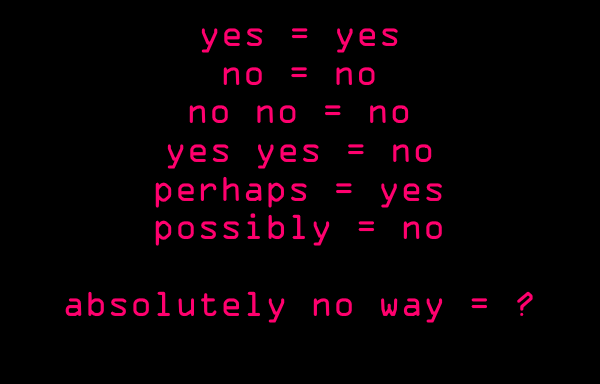 yes = yes
no = no
no no = no
yes yes = no
perhaps = yes
possibly = no
absolutely no way = ?